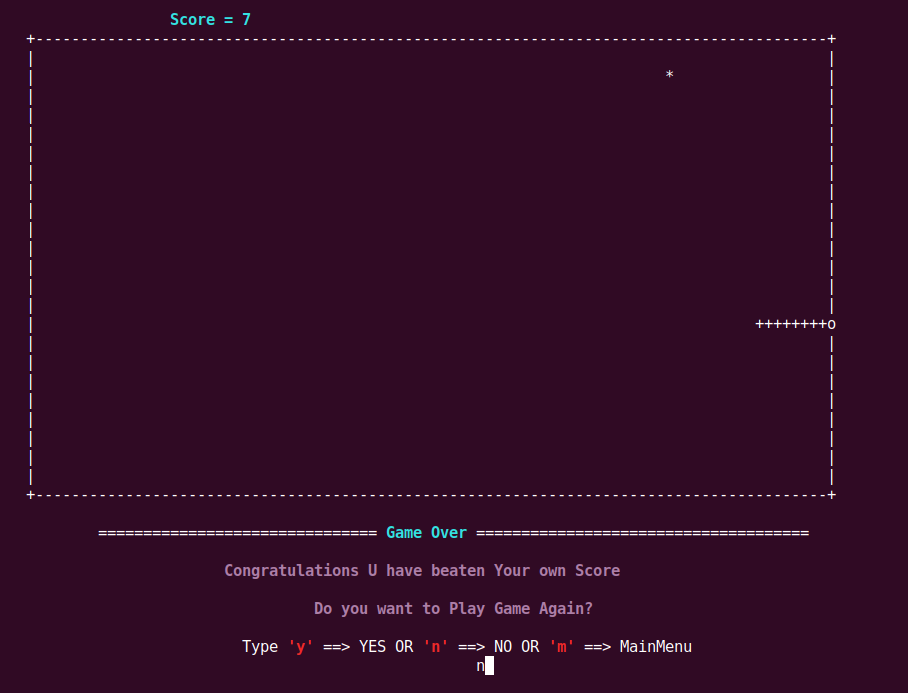 Score = 7
*
++++++++o
============================== Game Over =====================================
Congratulations U have beaten Your own Score
Do you want to Play Game Again?
Type 'y' ==> YES OR 'n' ==> NO OR 'm' ==> MainMenu
n